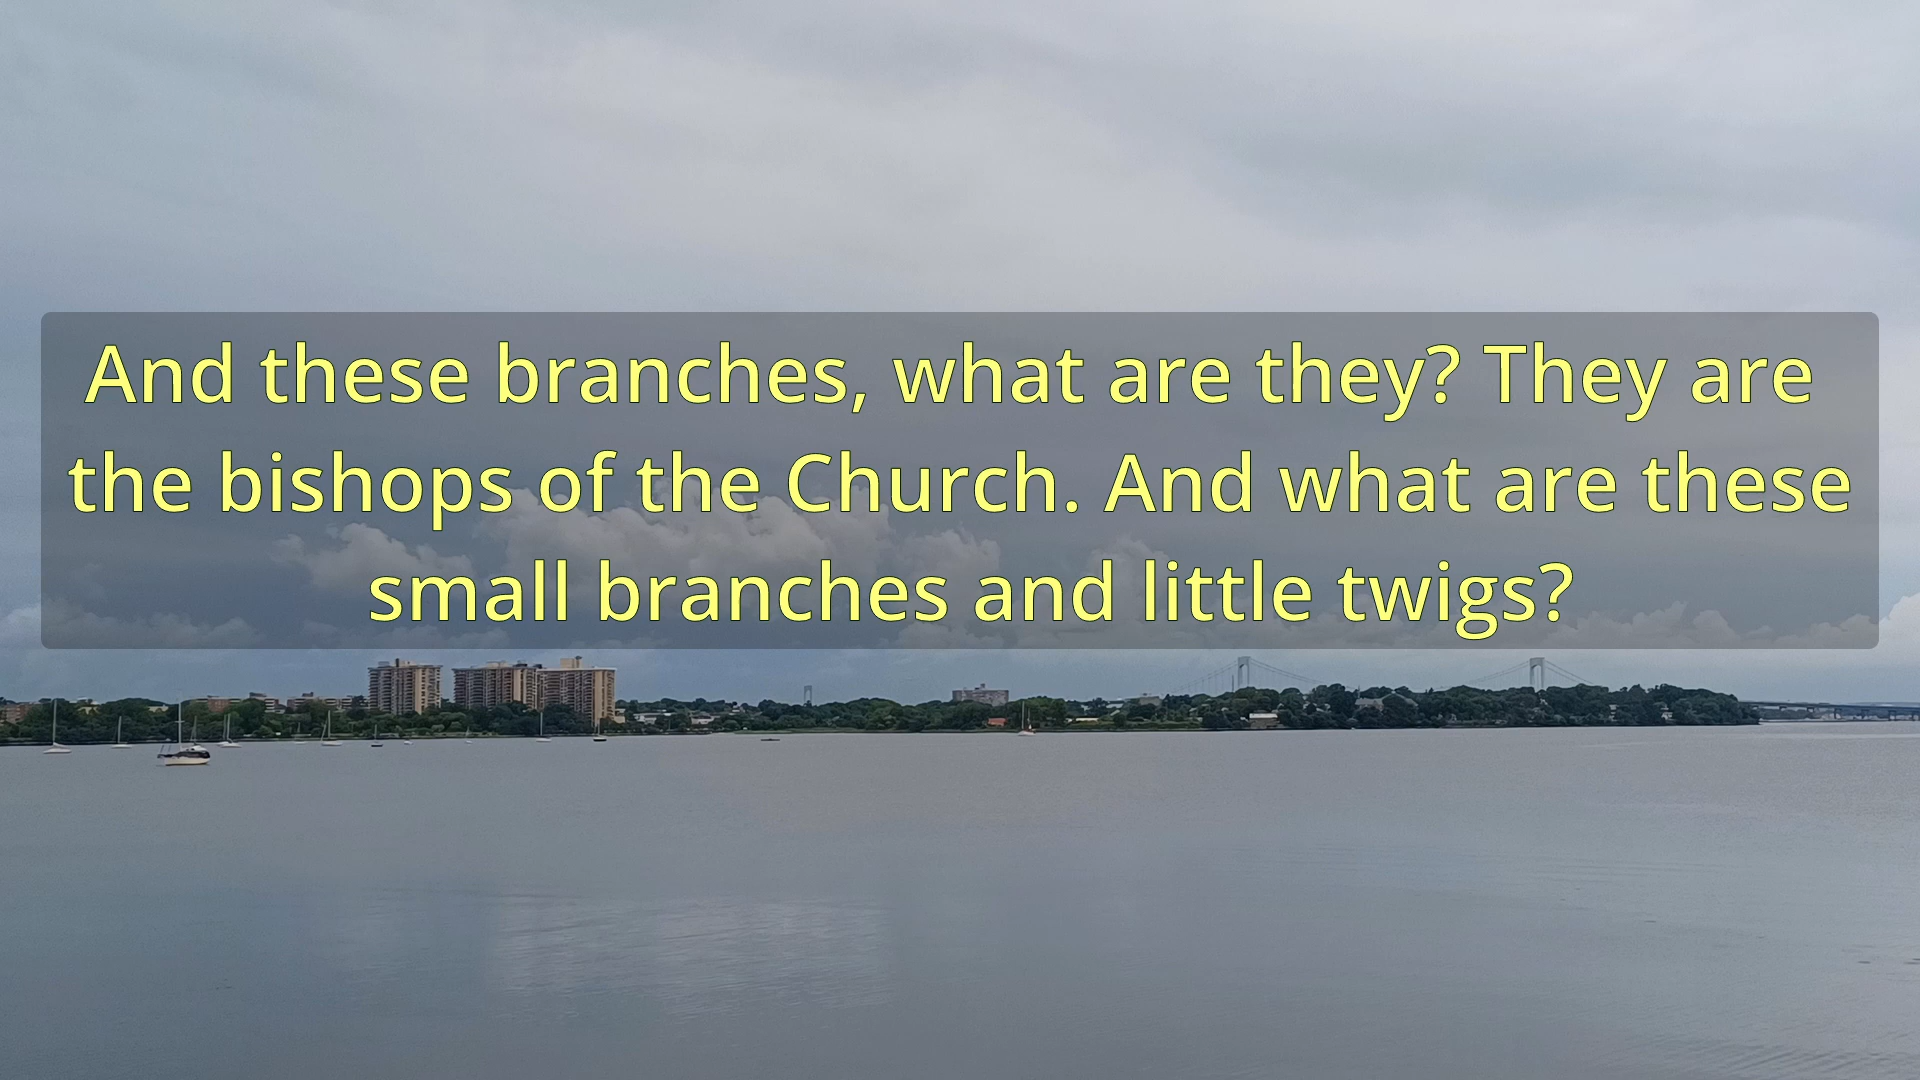 And these branches, what are they? They are
the bishops of the Church. And what are these
small branches and little twigs?